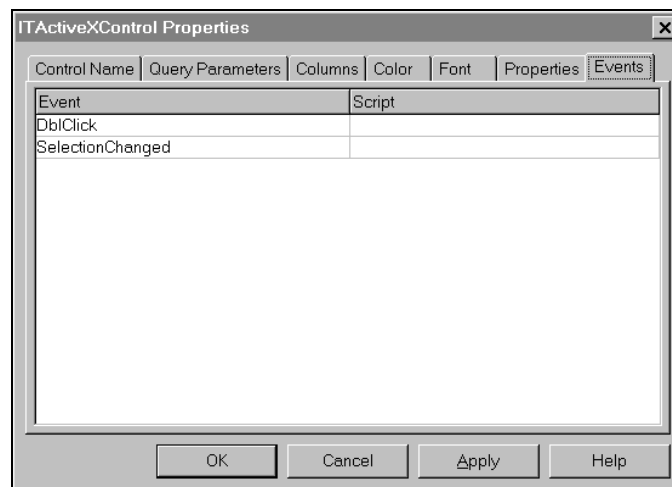 ITActiveXControl Properties
Control Name Query Parameters Columns Color Font Properties Events
Event Script
DblClick
SelectionChanged
OK Cancel Apply Help